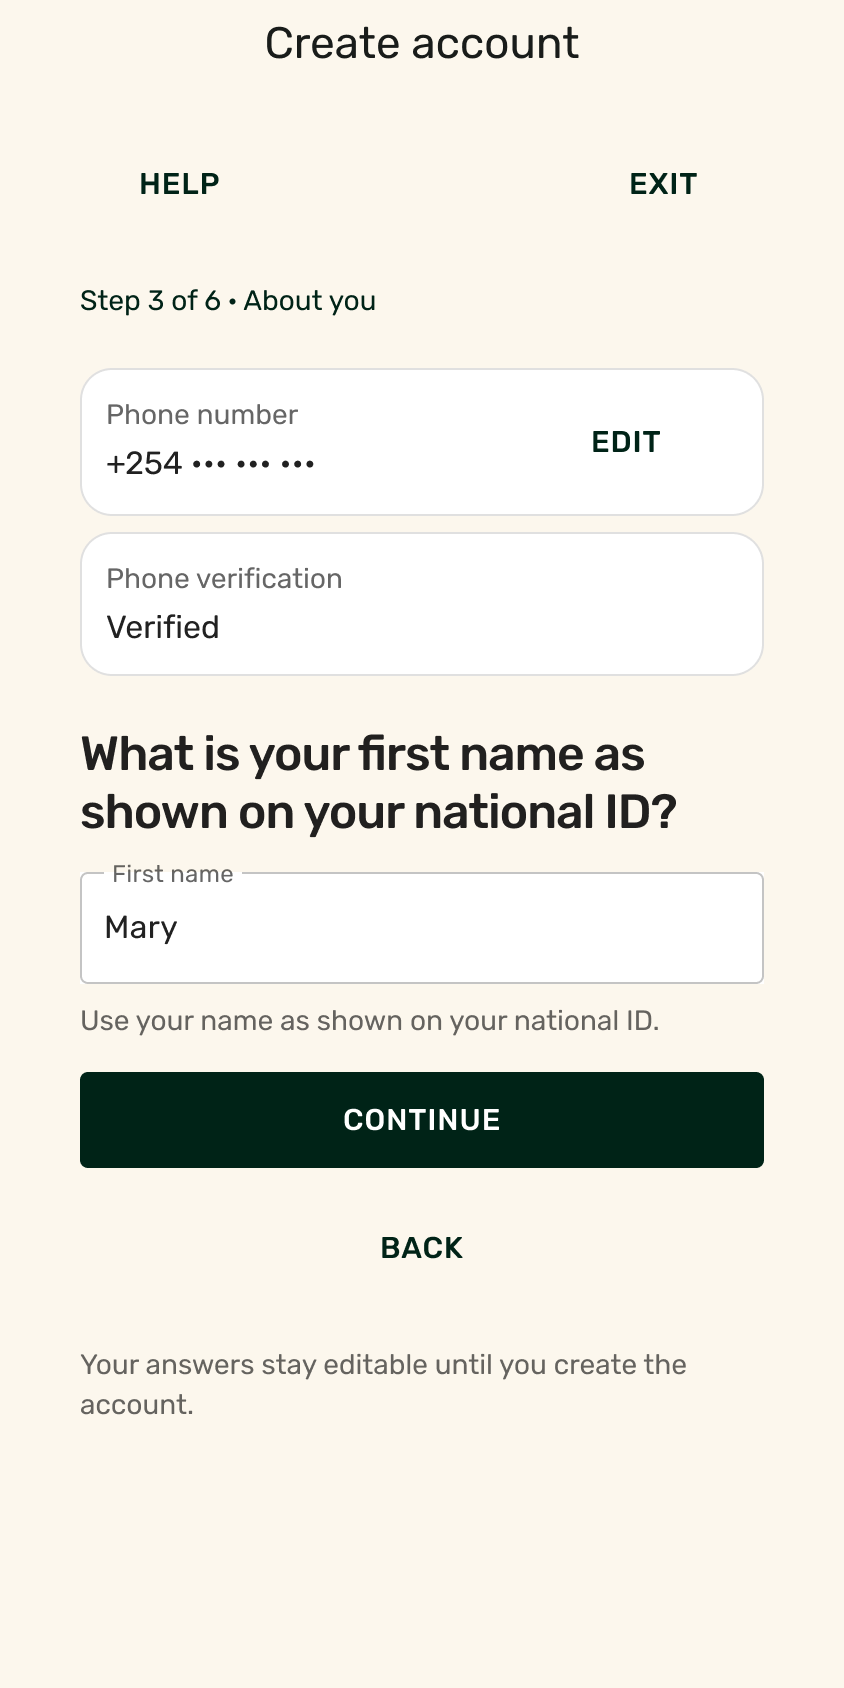 Create account
HELP
EXIT
Step 3 of 6 • About you
Phone number
+254 ••• ••• •••
EDIT
Phone verification
Verified
What is your first name as
shown on your national ID?
First name
Mary
Use your name as shown on your national ID.
CONTINUE
BACK
Your answers stay editable until you create the
account.